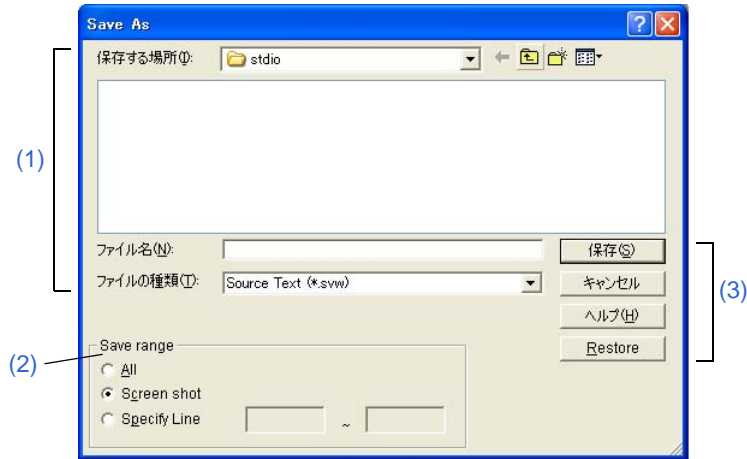 Save As
保存する場所(I):
stdio
(1)
ファイル名(N):
保存(S)
ファイルの種類(T):
Source Text (*.svw)
キャンセル
(3)
ヘルプ(H)
Save range
Restore
(2)
All
Screen shot
Specify Line
~